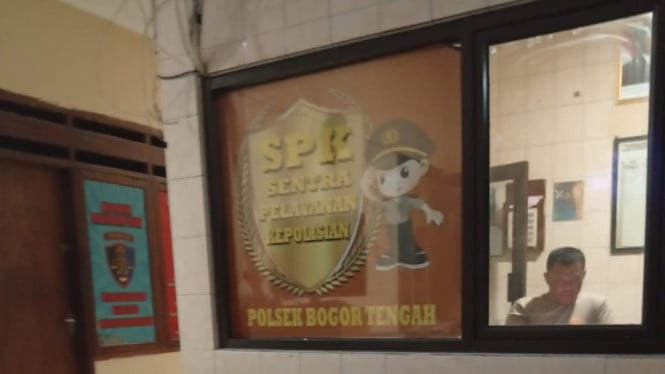 SPK
SENTRA
PELAYANAN
KEPOLISIAN
POLSEK BOGOR TENGAH